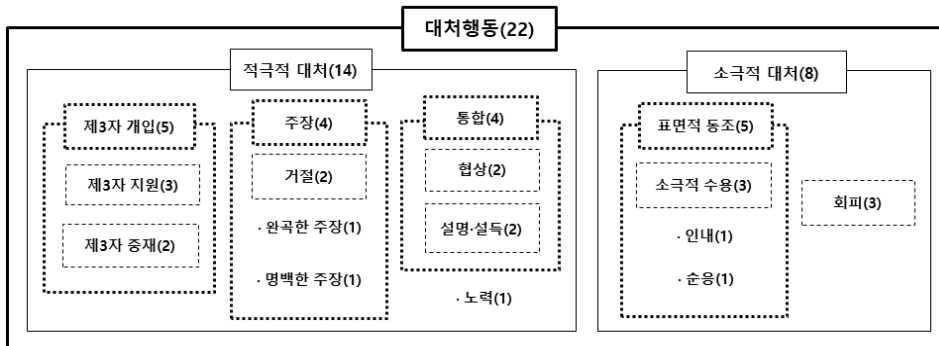 대처행동(22)
적극적 대처(14)
제3자 개입(5)
제3자 지원(3)
제3자 중재(2)
주장(4)
거절(2)
· 완곡한 주장(1)
· 명백한 주장(1)
통합(4)
협상(2)
설명·설득(2)
· 노력(1)
소극적 대처(8)
표면적 동조(5)
소극적 수용(3)
· 인내(1)
· 순응(1)
회피(3)